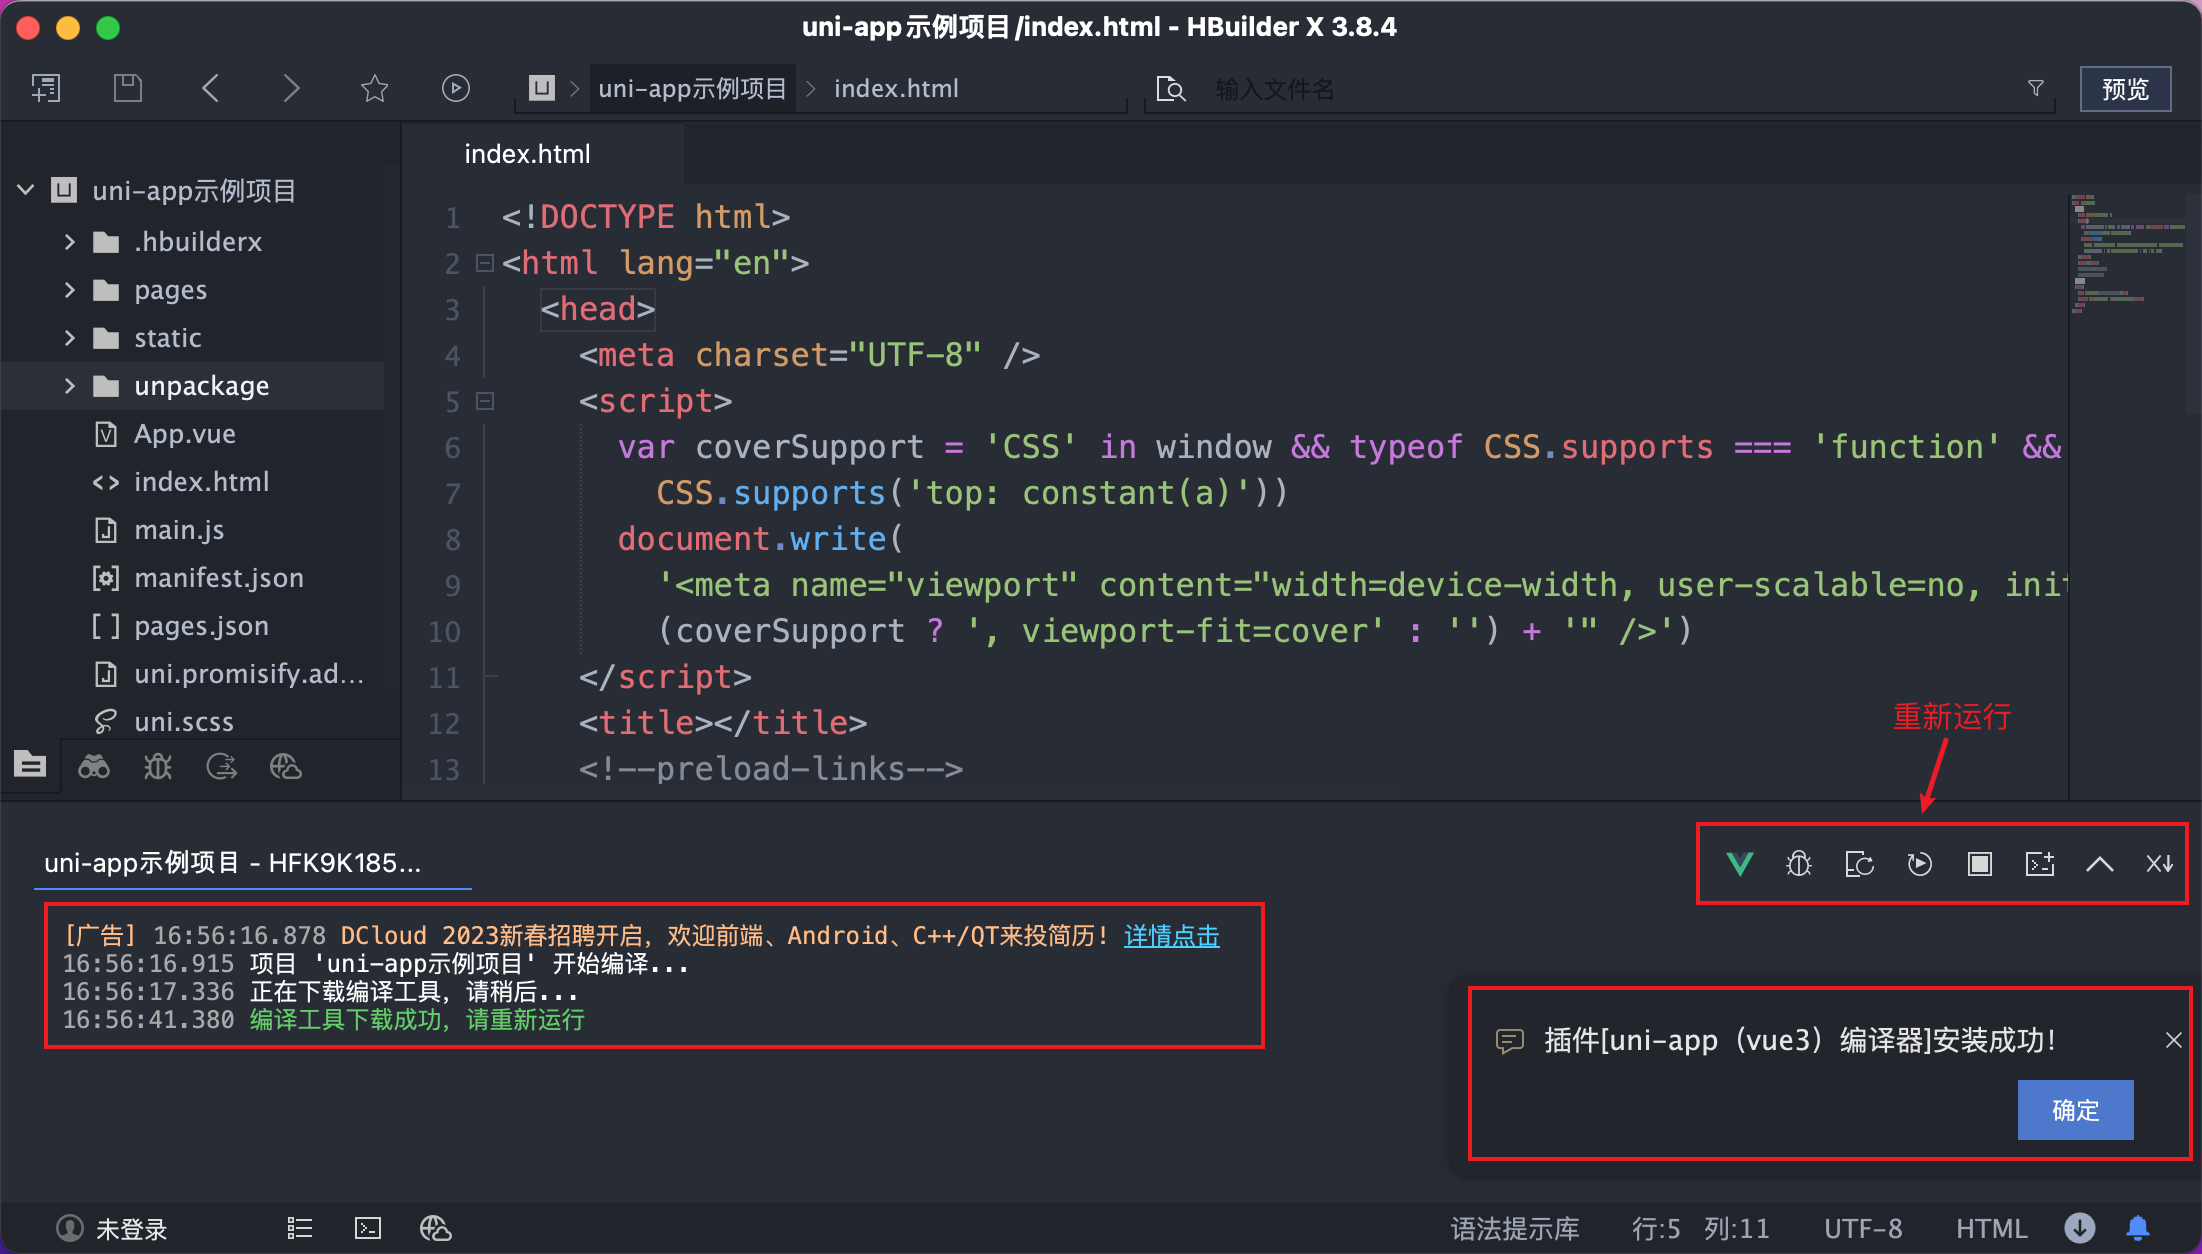 uni-app示例项目/index.html - HBuilder X 3.8.4
uni-app示例项目
index.html
输入文件名
预览
index.html
uni-app示例项目
.hbuilderx
pages
static
unpackage
App.vue
index.html
main.js
manifest.json
pages.json
uni.promisify.ad...
uni.scss
1 <!DOCTYPE html>
2 <html lang="en">
3 <head>
4 <meta charset="UTF-8" />
5 <script>
6 var coverSupport = 'CSS' in window && typeof CSS.supports === 'function' &&
7 CSS.supports('top: constant(a)'))
8 document.write(
9 '<meta name="viewport" content="width=device-width, user-scalable=no, init
10 (coverSupport ? ', viewport-fit=cover' : '') + '" />')
11 </script>
12 <title></title>
13 <!--preload-links-->
重新运行
uni-app示例项目 - HFK9K185...
[广告] 16:56:16.878 DCloud 2023新春招聘开启，欢迎前端、Android、C++/QT来投简历！详情点击
16:56:16.915 项目 'uni-app示例项目' 开始编译...
16:56:17.336 正在下载编译工具，请稍后...
16:56:41.380 编译工具下载成功，请重新运行
插件[uni-app（vue3）编译器]安装成功！
确定
未登录
语法提示库
行:5 列:11
UTF-8
HTML